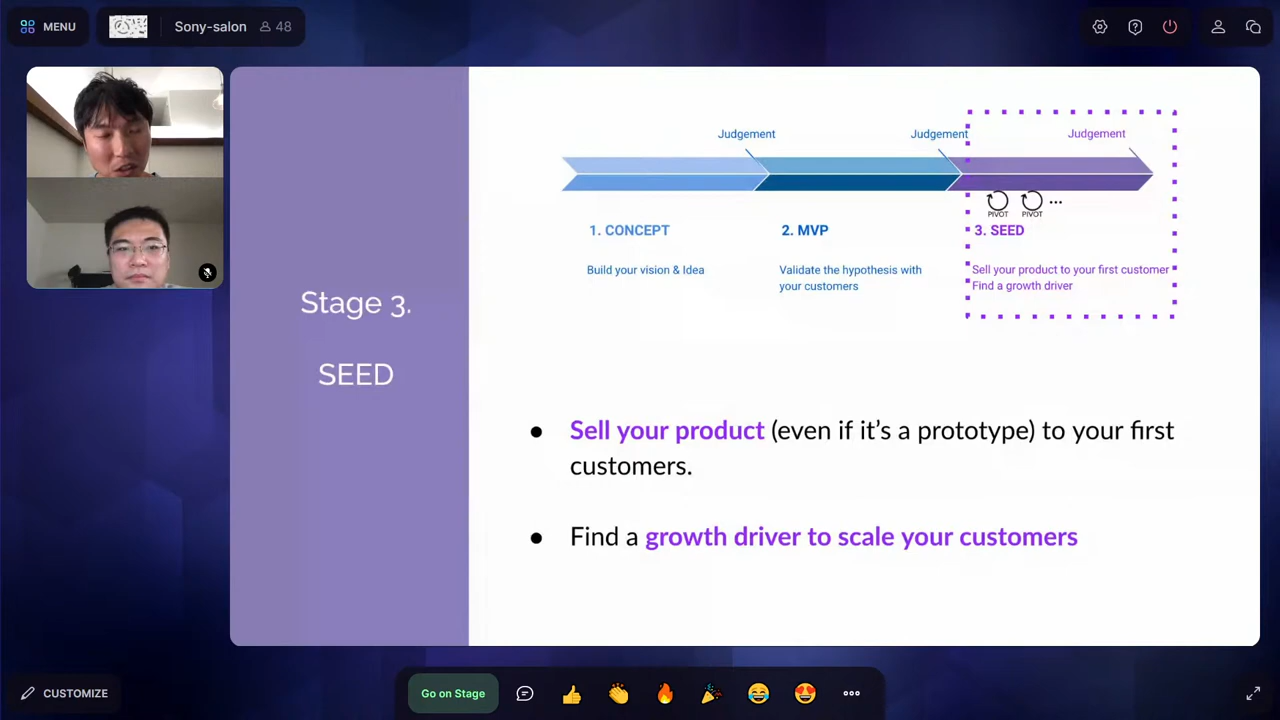 MENU
Sony-salon
48
Judgement
Judgement
Judgement
PIVOT
PIVOT
1. CONCEPT
2. MVP
3. SEED
Build your vision & Idea
Validate the hypothesis with
your customers
Sell your product to your first customer
Find a growth driver
Stage 3.
SEED
● Sell your product (even if it’s a prototype) to your first
customers.
● Find a growth driver to scale your customers
CUSTOMIZE
Go on Stage